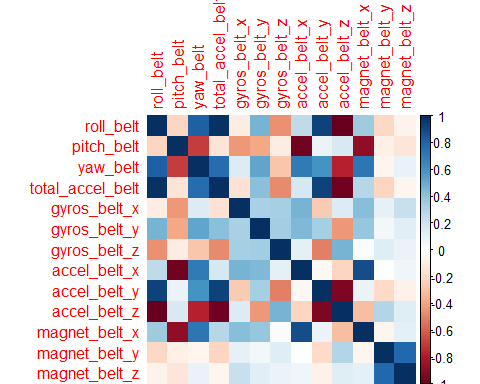 roll_belt
pitch_belt
yaw_belt
total_accel_belt
gyros_belt_x
gyros_belt_y
gyros_belt_z
accel_belt_x
accel_belt_y
accel_belt_z
magnet_belt_x
magnet_belt_y
magnet_belt_z
roll_belt
pitch_belt
yaw_belt
total_accel_belt
gyros_belt_x
gyros_belt_y
gyros_belt_z
accel_belt_x
accel_belt_y
accel_belt_z
magnet_belt_x
magnet_belt_y
magnet_belt_z
1
0.8
0.6
0.4
0.2
0
-0.2
-0.4
-0.6
-0.8
-1